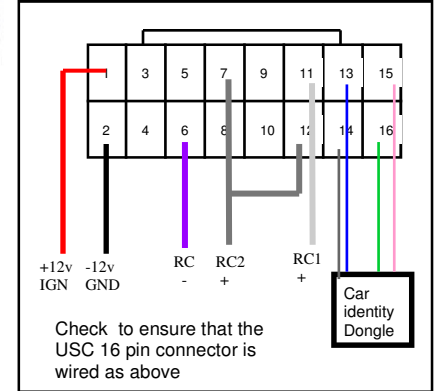 1 3 5 7 9 11 13 15
2 4 6 8 10 12 14 16
+12v -12v RC RC2 RC1
IGN GND - + +
Car
identity
Dongle
Check to ensure that the
USC 16 pin connector is
wired as above